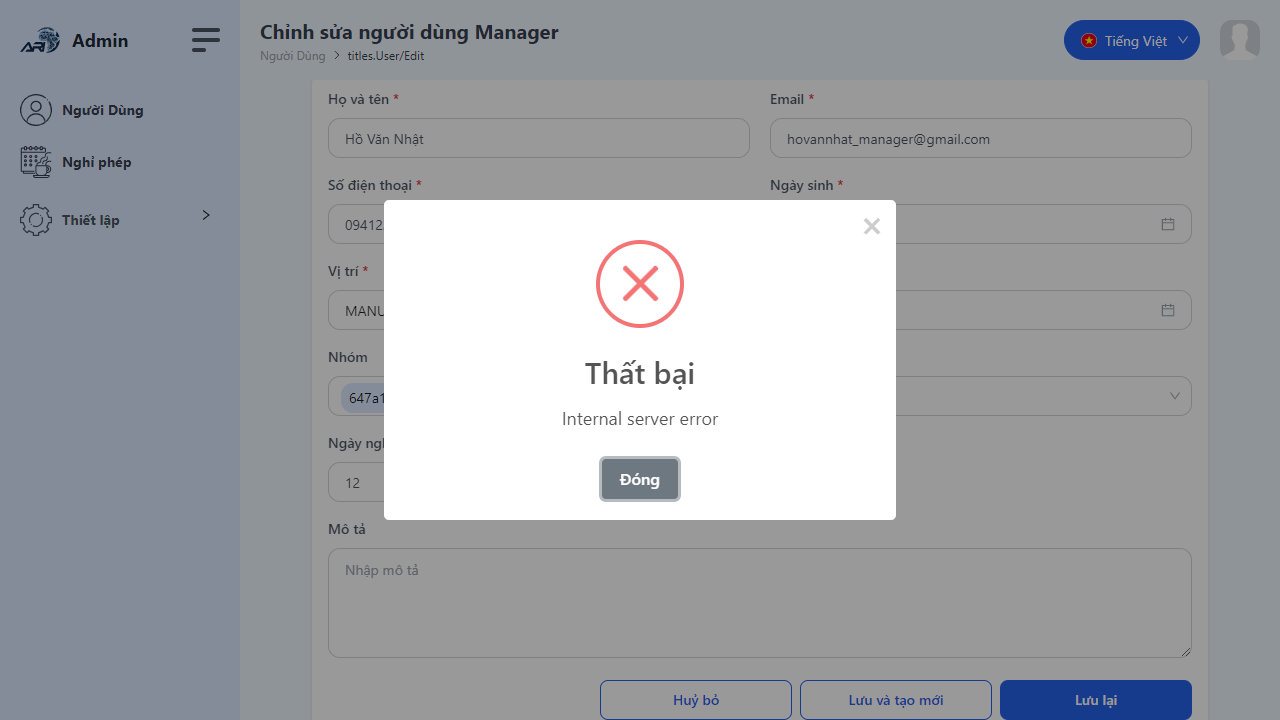 ARI
Admin
Chỉnh sửa người dùng Manager
Người Dùng
titles.User/Edit
Tiếng Việt
Người Dùng
Nghỉ phép
Thiết lập
Họ và tên *
Email *
Hồ Văn Nhật
hovannhat_manager@gmail.com
Số điện thoại *
Ngày sinh *
09412
Vị trí *
MANU
Nhóm
647a1
Ngày ngh
12
Thất bại
Internal server error
Đóng
Mô tả
Nhập mô tả
Huỷ bỏ
Lưu và tạo mới
Lưu lại